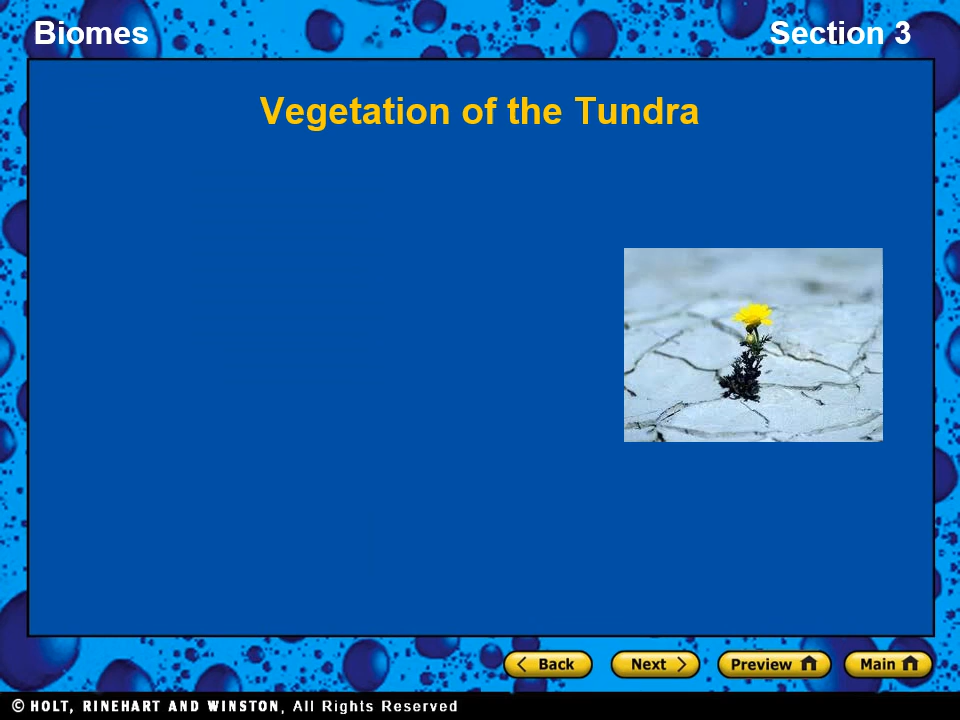 Biomes
Section 3
Vegetation of the Tundra
Back
Next
Preview
Main
© HOLT, RINEHART AND WINSTON, All Rights Reserved